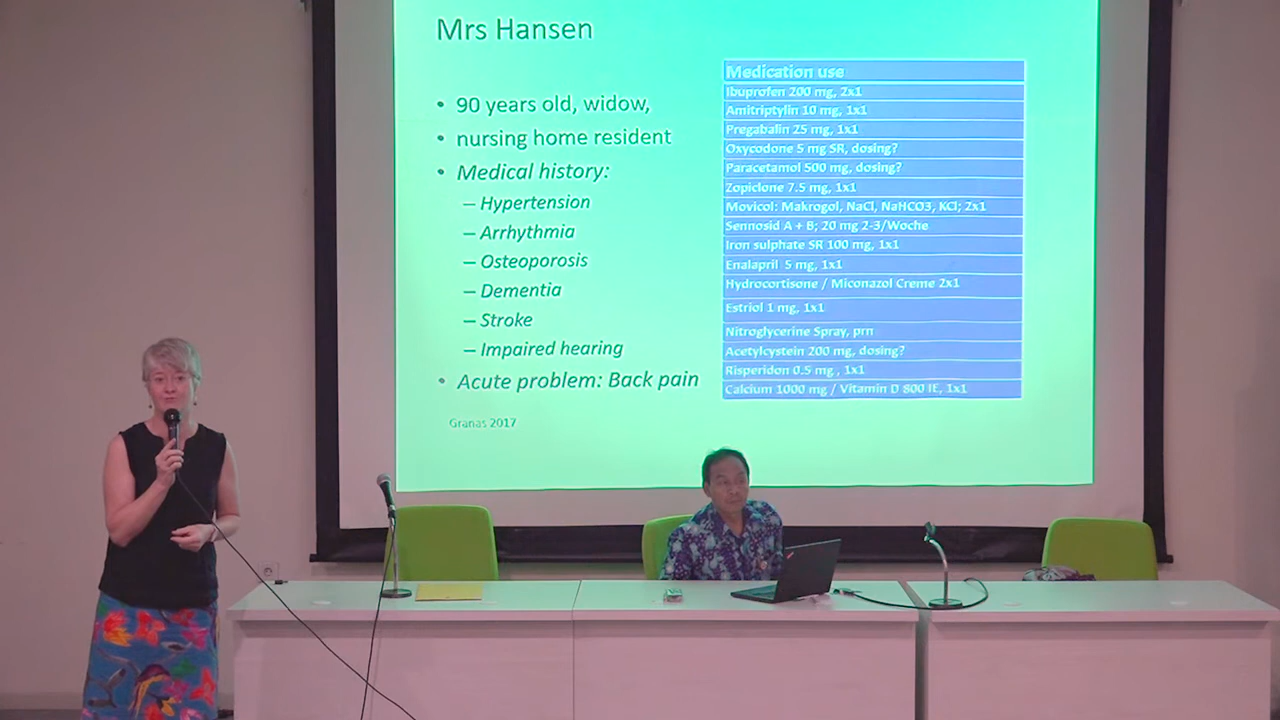 Mrs Hansen
• 90 years old, widow,
• nursing home resident
• Medical history:
– Hypertension
– Arrhythmia
– Osteoporosis
– Dementia
– Stroke
– Impaired hearing
• Acute problem: Back pain
Granas 2017
Medication use
Ibuprofen 200 mg, 2x1
Amitriptylin 10 mg, 1x1
Pregabalin 25 mg, 1x1
Oxycodone 5 mg SR, dosing?
Paracetamol 500 mg, dosing?
Zopiclone 7.5 mg, 1x1
Movicol: Makrogol, NaCl, NaHCO3, KCl; 2x1
Sennosid A + B; 20 mg 2-3/Woche
Iron sulphate SR 100 mg, 1x1
Enalapril 5 mg, 1x1
Hydrocortisone / Miconazol Creme 2x1
Estriol 1 mg, 1x1
Nitroglycerine Spray, prn
Acetylcystein 200 mg, dosing?
Risperidon 0.5 mg , 1x1
Calcium 1000 mg / Vitamin D 800 IE, 1x1